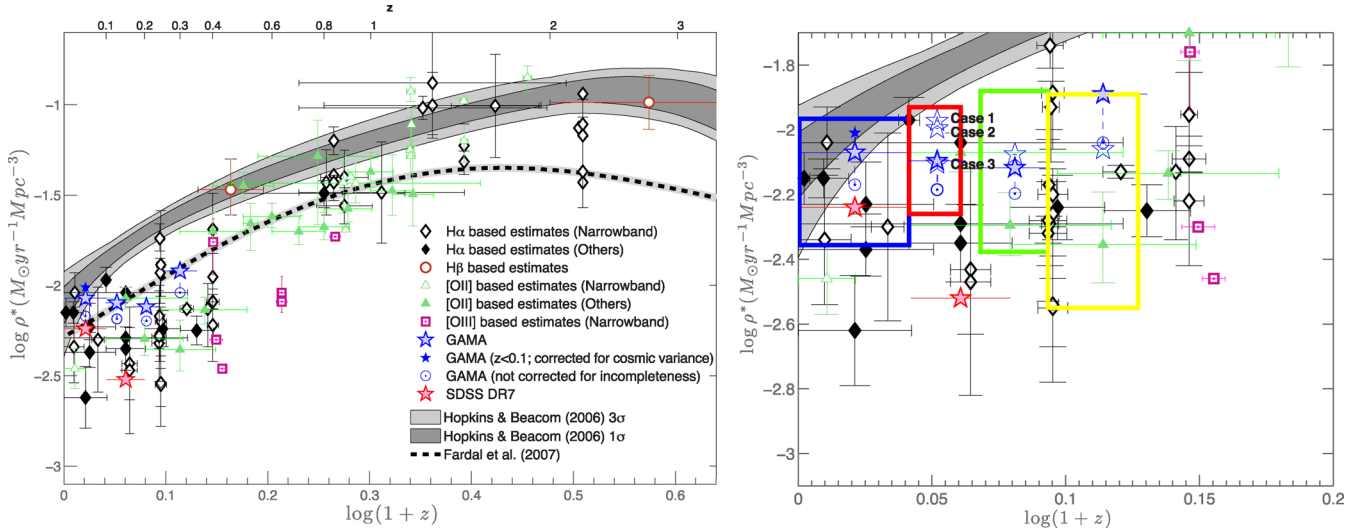 z
0.1 0.2 0.3 0.4 0.6 0.8 1 2 3
log ρ*(M⊙yr⁻¹Mpc⁻³)
-1
-1.5
-2
-2.5
-3
Hα based estimates (Narrowband)
Hα based estimates (Others)
Hβ based estimates
[OII] based estimates (Narrowband)
[OII] based estimates (Others)
[OIII] based estimates (Narrowband)
GAMA
GAMA (z<0.1; corrected for cosmic variance)
GAMA (not corrected for incompleteness)
SDSS DR7
Hopkins & Beacom (2006) 3σ
Hopkins & Beacom (2006) 1σ
Fardal et al. (2007)
0 0.1 0.2 0.3 0.4 0.5 0.6
log(1 + z)
log ρ*(M⊙yr⁻¹Mpc⁻³)
-1.8
-2
-2.2
-2.4
-2.6
-2.8
-3
Case 1
Case 2
Case 3
0 0.05 0.1 0.15 0.2
log(1 + z)